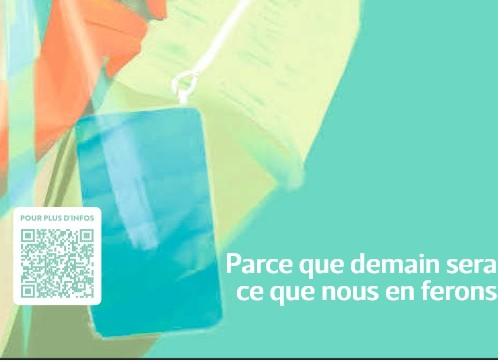 POUR PLUS D'INFOS
Parce que demain sera
ce que nous en ferons